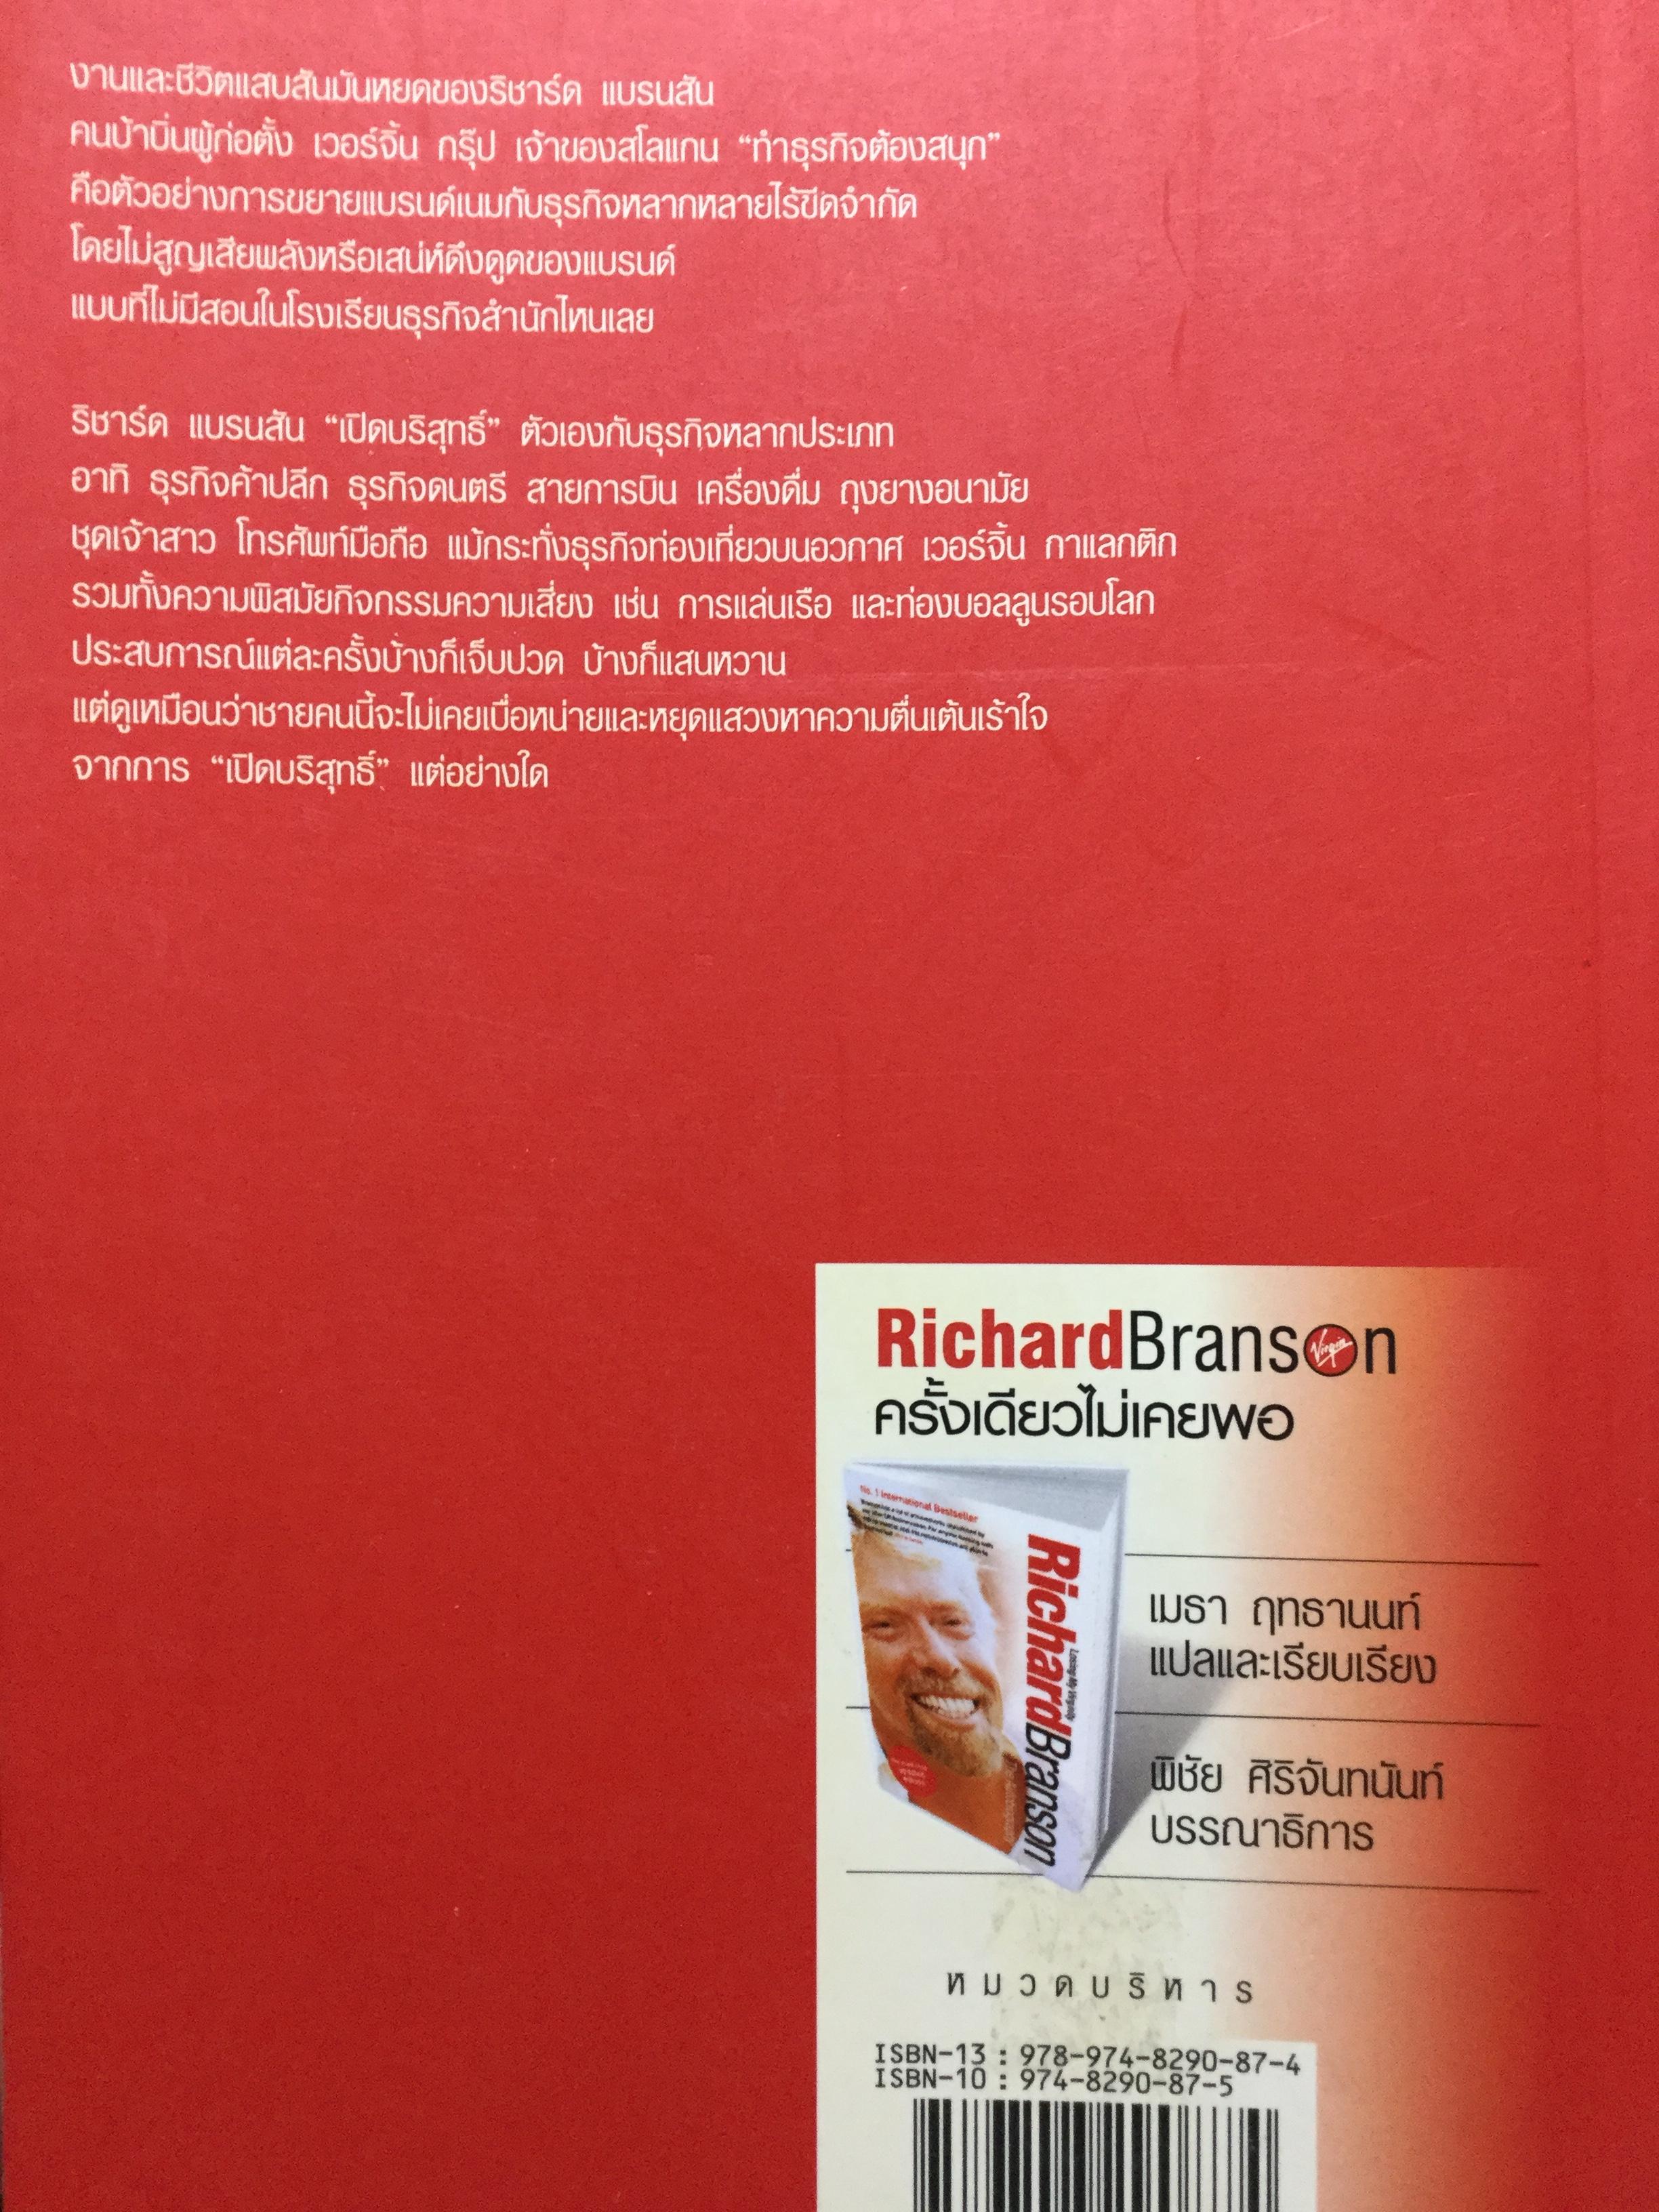 งานและชีวิตแสบสันมันหยดของริชาร์ด แบรนสัน
คนบ้าบิ่นผู้ก่อตั้ง เวอร์จิ้น กรุ๊ป เจ้าของสโลแกน “ทำธุรกิจต้องสนุก”
คือตัวอย่างการขยายแบรนด์เนมกับธุรกิจหลากหลายไร้ขีดจำกัด
โดยไม่สูญเสียพลังหรือเสน่ห์ดึงดูดของแบรนด์
แบบที่ไม่มีสอนในโรงเรียนธุรกิจสำนักไหนเลย
ริชาร์ด แบรนสัน “เปิดบริสุทธิ์” ตัวเองกับธุรกิจหลากประเภท
อาทิ ธุรกิจค้าปลีก ธุรกิจดนตรี สายการบิน เครื่องดื่ม ถุงยางอนามัย
ชุดเจ้าสาว โทรศัพท์มือถือ แม้กระทั่งธุรกิจท่องเที่ยวบนอวกาศ เวอร์จิ้น กาแลกติก
รวมทั้งความพิสมัยกิจกรรมความเสี่ยง เช่น การแล่นเรือ และท่องบอลลูนรอบโลก
ประสบการณ์แต่ละครั้งบ้างก็เจ็บปวด บ้างก็แสนหวาน
แต่ดูเหมือนว่าชายคนนี้จะไม่เคยเบื่อหน่ายและหยุดแสวงหาความตื่นเต้นเร้าใจ
จากการ “เปิดบริสุทธิ์” แต่อย่างใด
RichardBranson
Virgin
ครั้งเดียวไม่เคยพอ
No. 1 International Bestseller
RichardBranson
Losing My Virginity
เมธา ฤทธานนท์
แปลและเรียบเรียง
พิชัย ศิริจันทนันท์
บรรณาธิการ
หมวดบริหาร
ISBN-13 : 978-974-8290-87-4
ISBN-10 : 974-8290-87-5